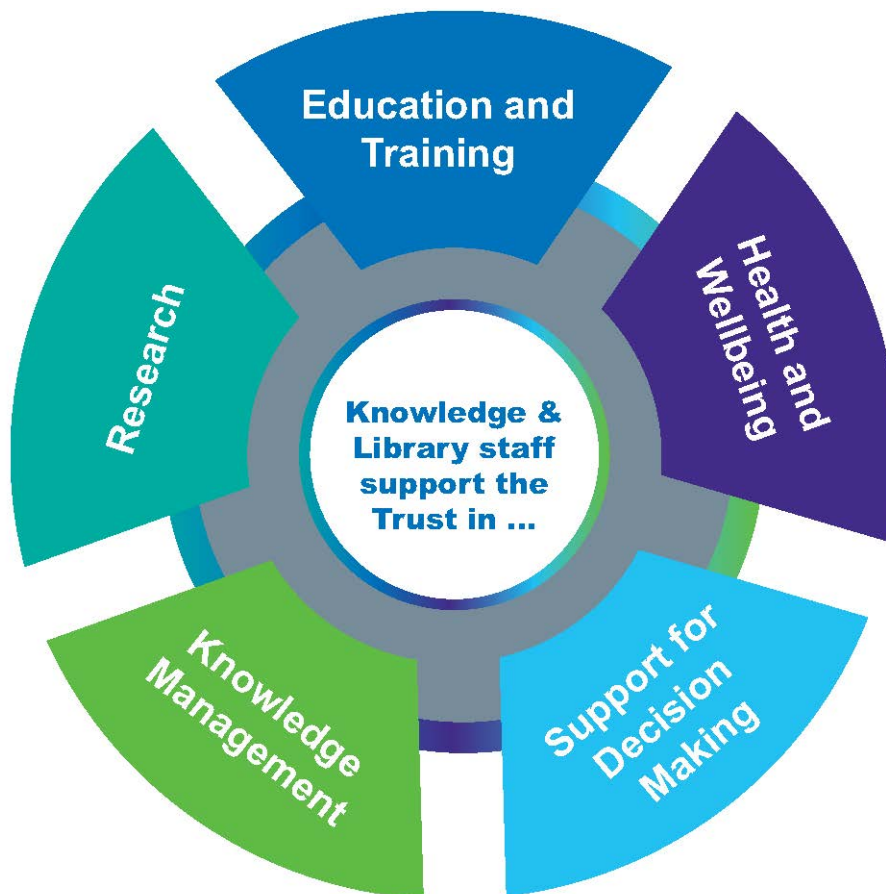 Education and
Training
Health and
Wellbeing
Support for
Decision
Making
Knowledge
Management
Research
Knowledge &
Library staff
support the
Trust in ...